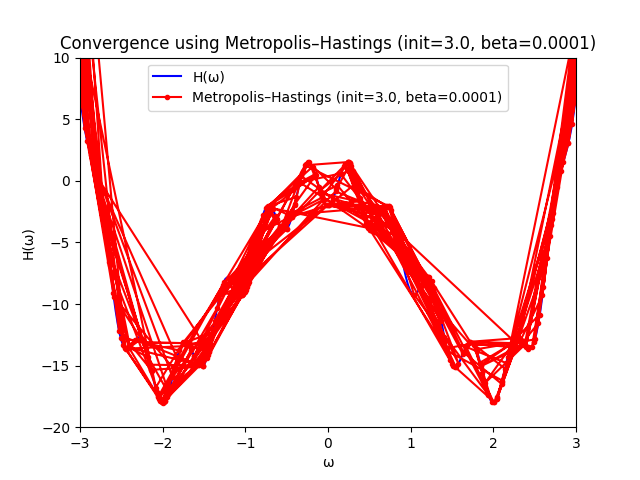 Convergence using Metropolis–Hastings (init=3.0, beta=0.0001)
H(ω)
Metropolis–Hastings (init=3.0, beta=0.0001)
10
5
0
−5
−10
−15
−20
H(ω)
−3
−2
−1
0
1
2
3
ω